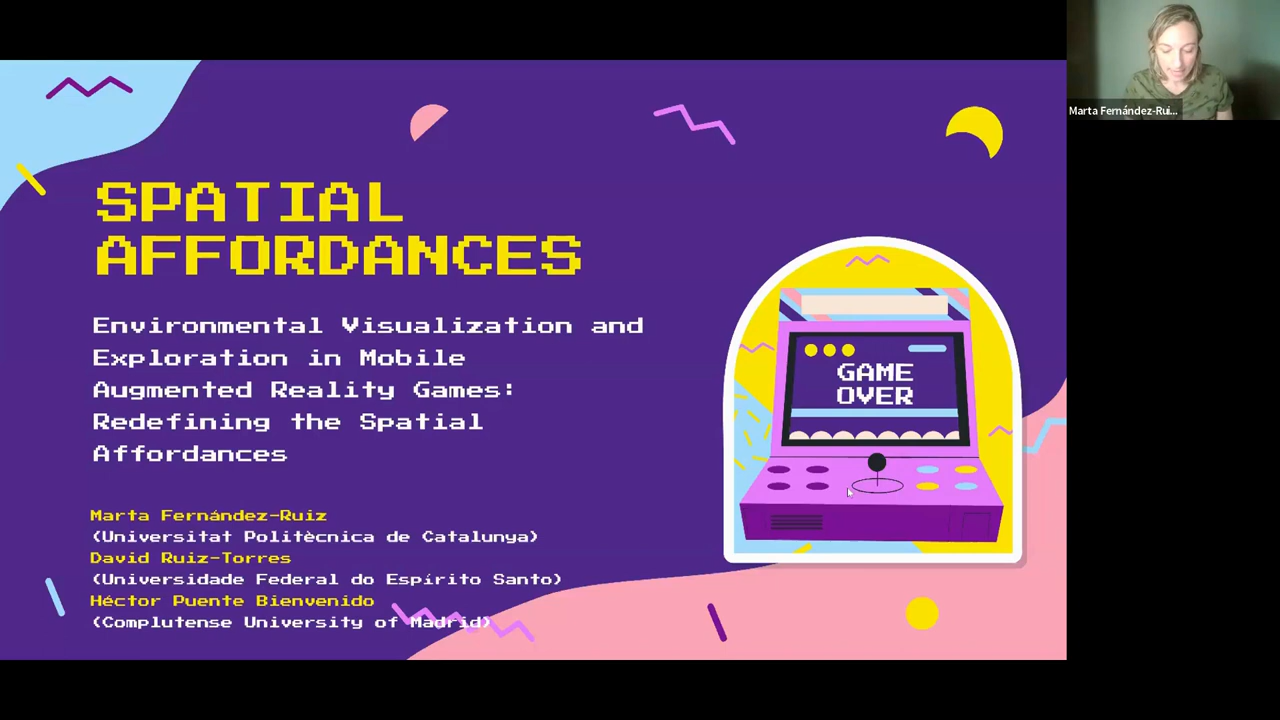 SPATIAL
AFFORDANCES
Environmental Visualization and
Exploration in Mobile
Augmented Reality Games:
Redefining the Spatial
Affordances
Marta Fernández-Ruiz
(Universitat Politècnica de Catalunya)
David Ruiz-Torres
(Universidade Federal do Espírito Santo)
Héctor Puente Bienvenido
(Complutense University of Madrid)
GAME
OVER
Marta Fernández-Rui...